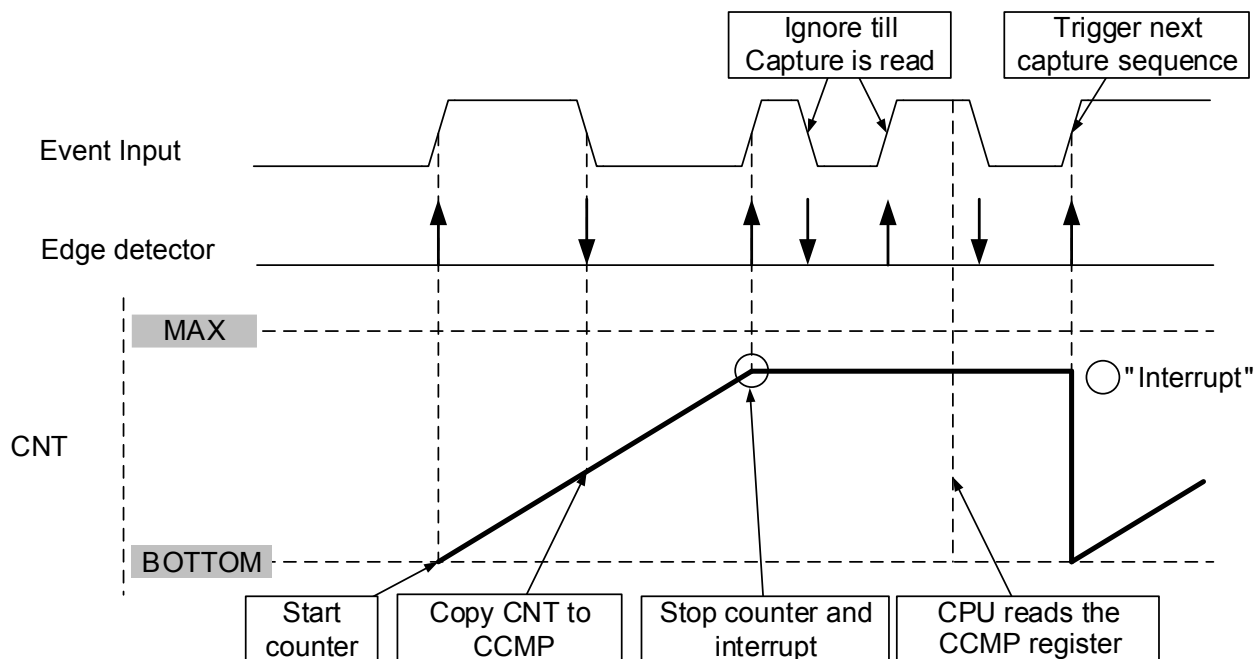 Ignore till
Capture is read
Trigger next
capture sequence
Event Input
Edge detector
MAX
"Interrupt"
CNT
BOTTOM
Start
counter
Copy CNT to
CCMP
Stop counter and
interrupt
CPU reads the
CCMP register